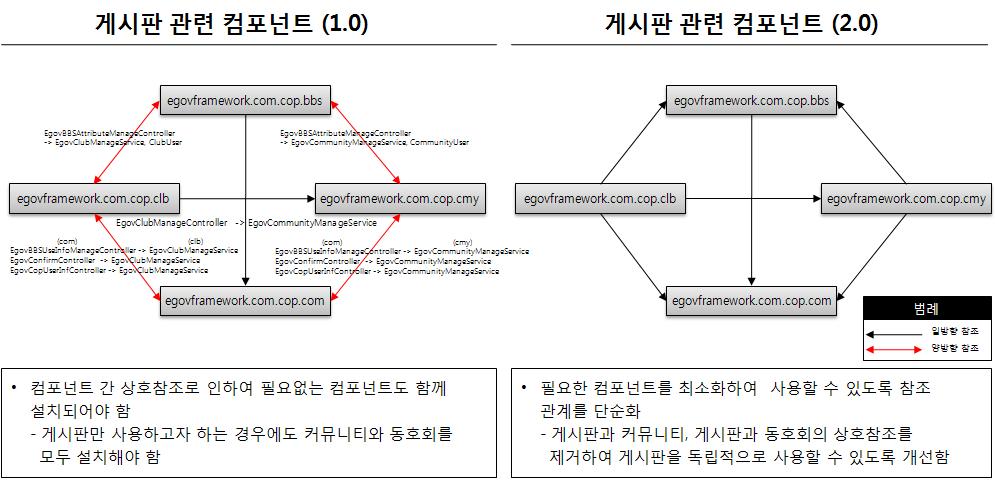 게시판 관련 컴포넌트 (1.0)
egovframework.com.cop.bbs
EgovBBSAttributeManageController
-> EgovClubManageService, ClubUser
EgovBBSAttributeManageController
-> EgovCommunityManageService, CommunityUser
egovframework.com.cop.clb
egovframework.com.cop.cmy
EgovClubManageController -> EgovCommunityManageService
(com) (clb)
EgovBBSUseInfoManageController -> EgovClubManageService
EgovConfirmController -> EgovClubManageService
EgovCopUserInfController -> EgovClubManageService
(com) (cmy)
EgovBBSUseInfoManageController -> EgovCommunityManageService
EgovConfirmController -> EgovCommunityManageService
EgovCopUserInfController -> EgovCommunityManageService
egovframework.com.cop.com
• 컴포넌트 간 상호참조로 인하여 필요없는 컴포넌트도 함께
설치되어야 함
- 게시판만 사용하고자 하는 경우에도 커뮤니티와 동호회를
모두 설치해야 함
게시판 관련 컴포넌트 (2.0)
egovframework.com.cop.bbs
egovframework.com.cop.clb
egovframework.com.cop.cmy
egovframework.com.cop.com
범례
일방향 참조
양방향 참조
• 필요한 컴포넌트를 최소화하여 사용할 수 있도록 참조
관계를 단순화
- 게시판과 커뮤니티, 게시판과 동호회의 상호참조를
제거하여 게시판을 독립적으로 사용할 수 있도록 개선함